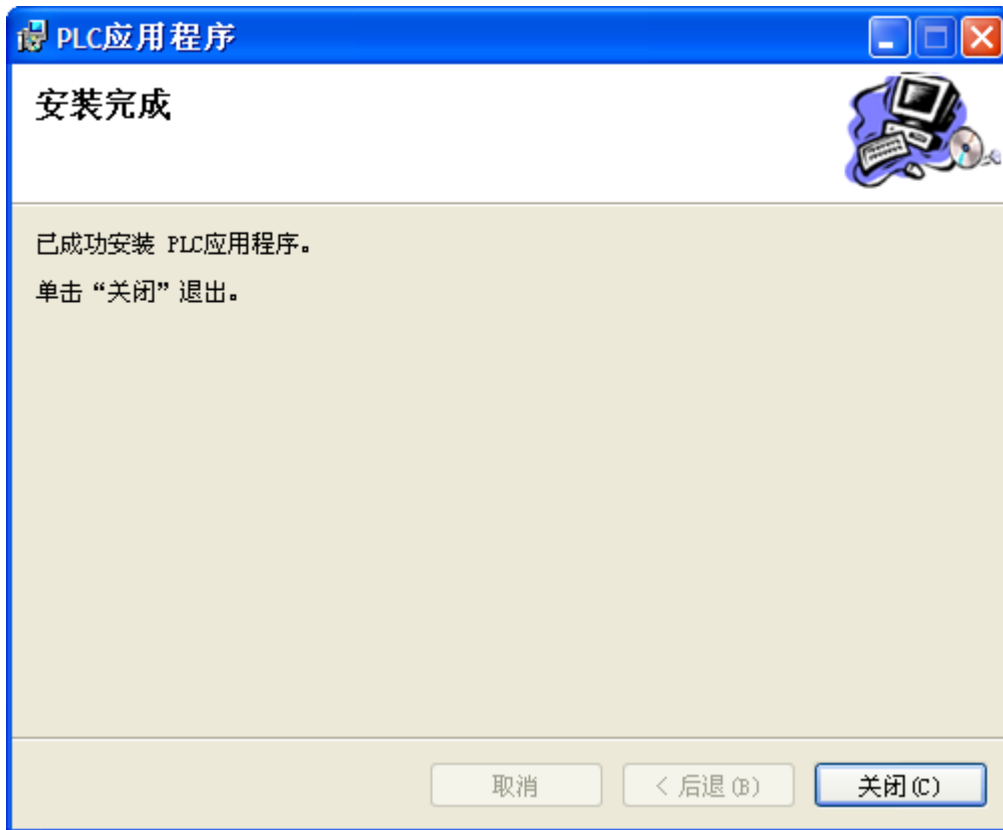 PLC应用程序
安装完成
已成功安装 PLC应用程序。
单击“关闭”退出。
取消
< 后退(B)
关闭(C)